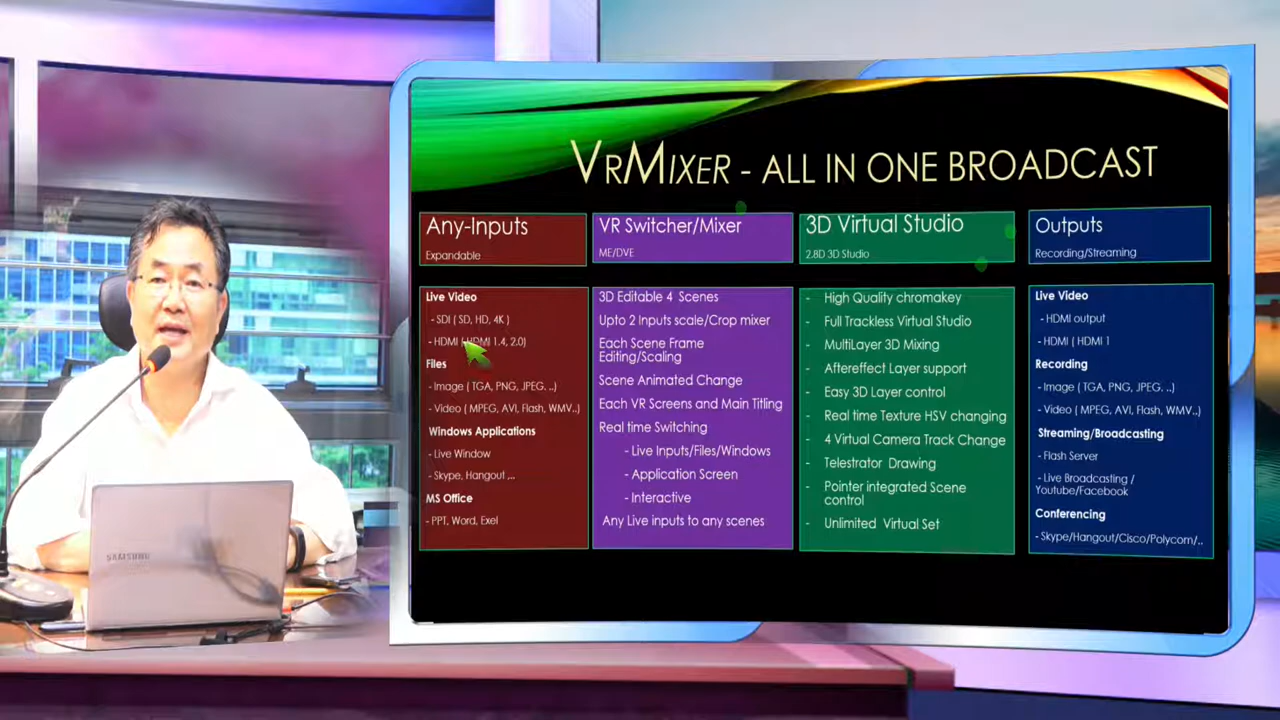 VRMIXER - ALL IN ONE BROADCAST
Any-Inputs
Expandable
Live Video
- SDI ( SD, HD, 4K )
- HDMI ( HDMI 1.4, 2.0)
Files
- Image ( TGA, PNG, JPEG. ..)
- Video ( MPEG, AVI, Flash, WMV..)
Windows Applications
- Live Window
- Skype, Hangout ,..
MS Office
- PPT, Word, Exel
VR Switcher/Mixer
ME/DVE
3D Editable 4 Scenes
Upto 2 Inputs scale/Crop mixer
Each Scene Frame
Editing/Scaling
Scene Animated Change
Each VR Screens and Main Titling
Real time Switching
- Live Inputs/Files/Windows
- Application Screen
- Interactive
Any Live inputs to any scenes
3D Virtual Studio
2.8D 3D Studio
- High Quality chromakey
- Full Trackless Virtual Studio
- MultiLayer 3D Mixing
- Aftereffect Layer support
- Easy 3D Layer control
- Real time Texture HSV changing
- 4 Virtual Camera Track Change
- Telestrator Drawing
- Pointer integrated Scene
control
- Unlimited Virtual Set
Outputs
Recording/Streaming
Live Video
- HDMI output
- HDMI ( HDMI 1
Recording
- Image ( TGA, PNG, JPEG. ..)
- Video ( MPEG, AVI, Flash, WMV..)
Streaming/Broadcasting
- Flash Server
- Live Broadcasting /
Youtube/Facebook
Conferencing
- Skype/Hangout/Cisco/Polycom/..
SAMSUNG